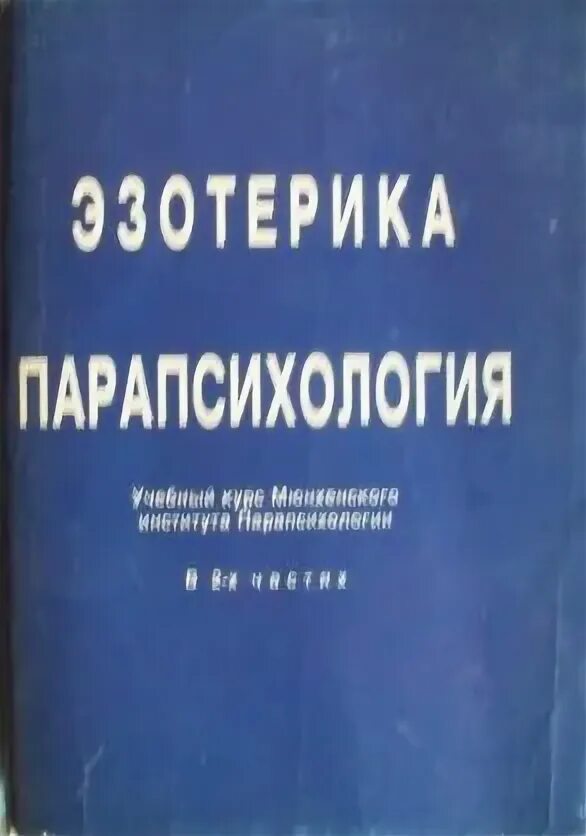 ЭЗОТЕРИКА
ПАРАПСИХОЛОГИЯ
Учебный курс Мюнхенского
института Парапсихологии
В 2-х частях